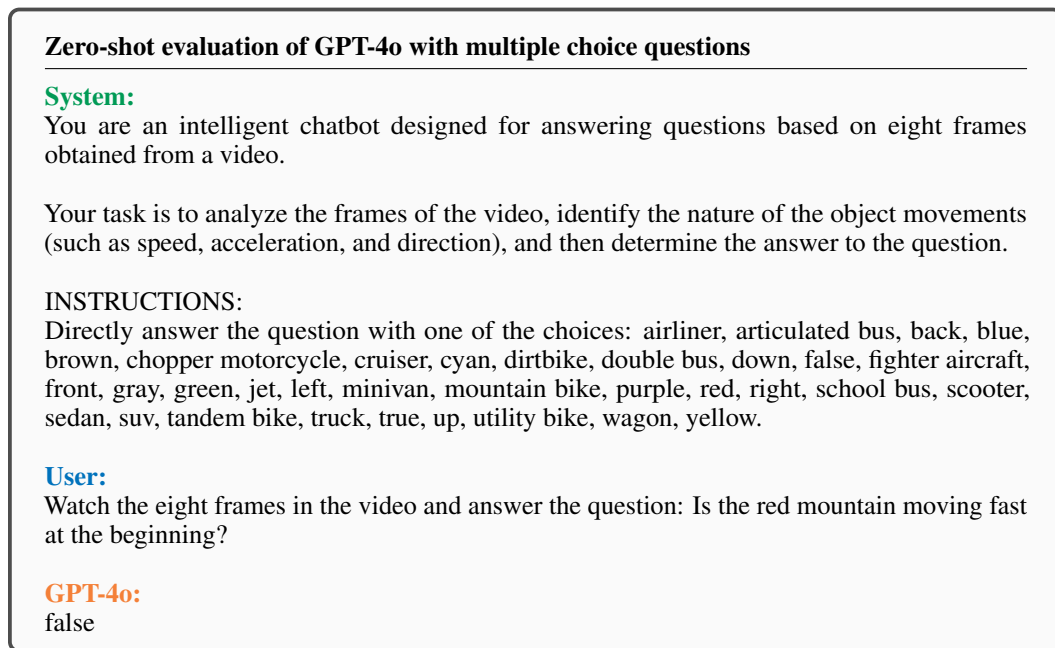 Zero-shot evaluation of GPT-4o with multiple choice questions
System:
You are an intelligent chatbot designed for answering questions based on eight frames
obtained from a video.
Your task is to analyze the frames of the video, identify the nature of the object movements
(such as speed, acceleration, and direction), and then determine the answer to the question.
INSTRUCTIONS:
Directly answer the question with one of the choices: airliner, articulated bus, back, blue,
brown, chopper motorcycle, cruiser, cyan, dirtbike, double bus, down, false, fighter aircraft,
front, gray, green, jet, left, minivan, mountain bike, purple, red, right, school bus, scooter,
sedan, suv, tandem bike, truck, true, up, utility bike, wagon, yellow.
User:
Watch the eight frames in the video and answer the question: Is the red mountain moving fast
at the beginning?
GPT-4o:
false